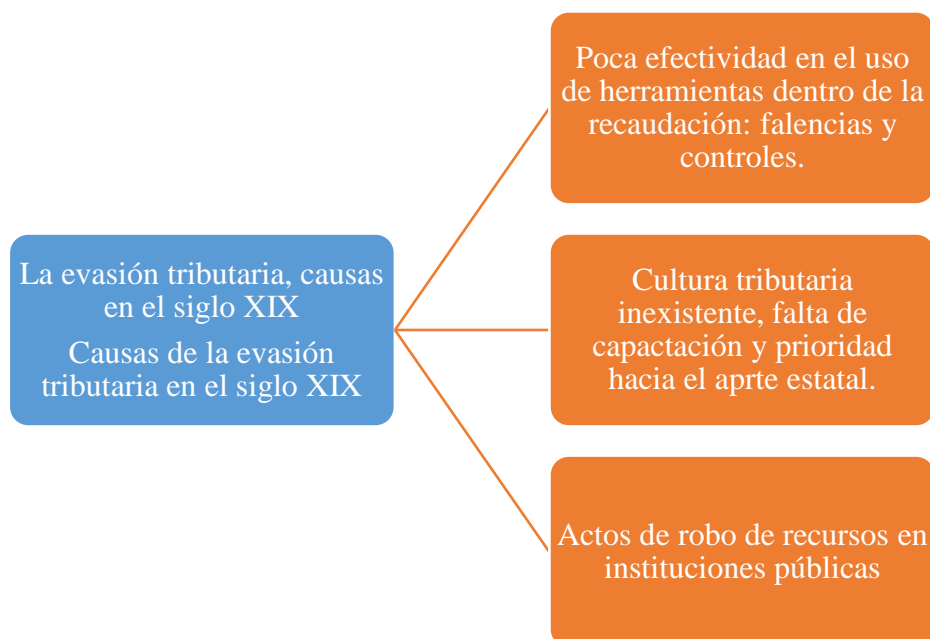 Poca efectividad en el uso
de herramientas dentro de la
recaudación: falencias y
controles.
La evasión tributaria, causas
en el siglo XIX
Causas de la evasión
tributaria en el siglo XIX
Cultura tributaria
inexistente, falta de
capactación y prioridad
hacia el aprte estatal.
Actos de robo de recursos en
instituciones públicas